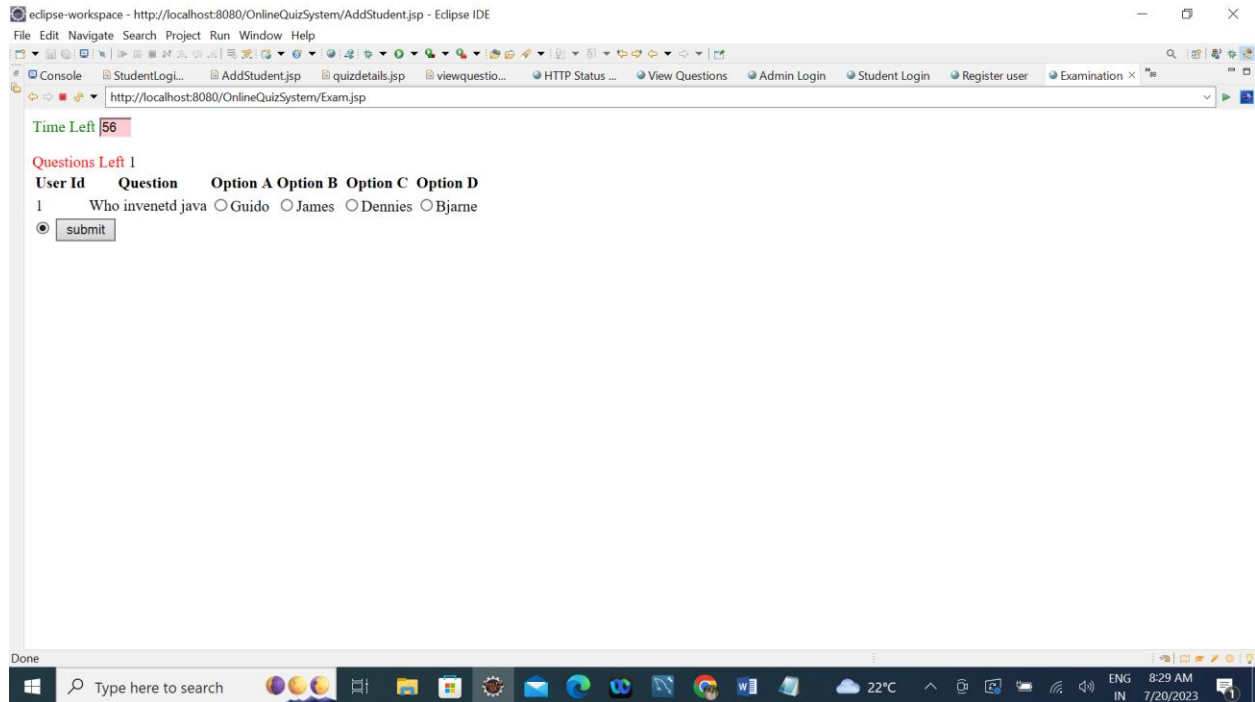 eclipse-workspace - http://localhost:8080/OnlineQuizSystem/AddStudent.jsp - Eclipse IDE
File Edit Navigate Search Project Run Window Help
Console StudentLogi... AddStudent.jsp quizdetails.jsp viewquestio... HTTP Status ... View Questions Admin Login Student Login Register user Examination
http://localhost:8080/OnlineQuizSystem/Exam.jsp
Time Left 56
Questions Left 1
User Id Question Option A Option B Option C Option D
1 Who invenetd java Guido James Dennies Bjarne
submit
Done
Type here to search 22°C ENG 8:29 AM
IN 7/20/2023 1